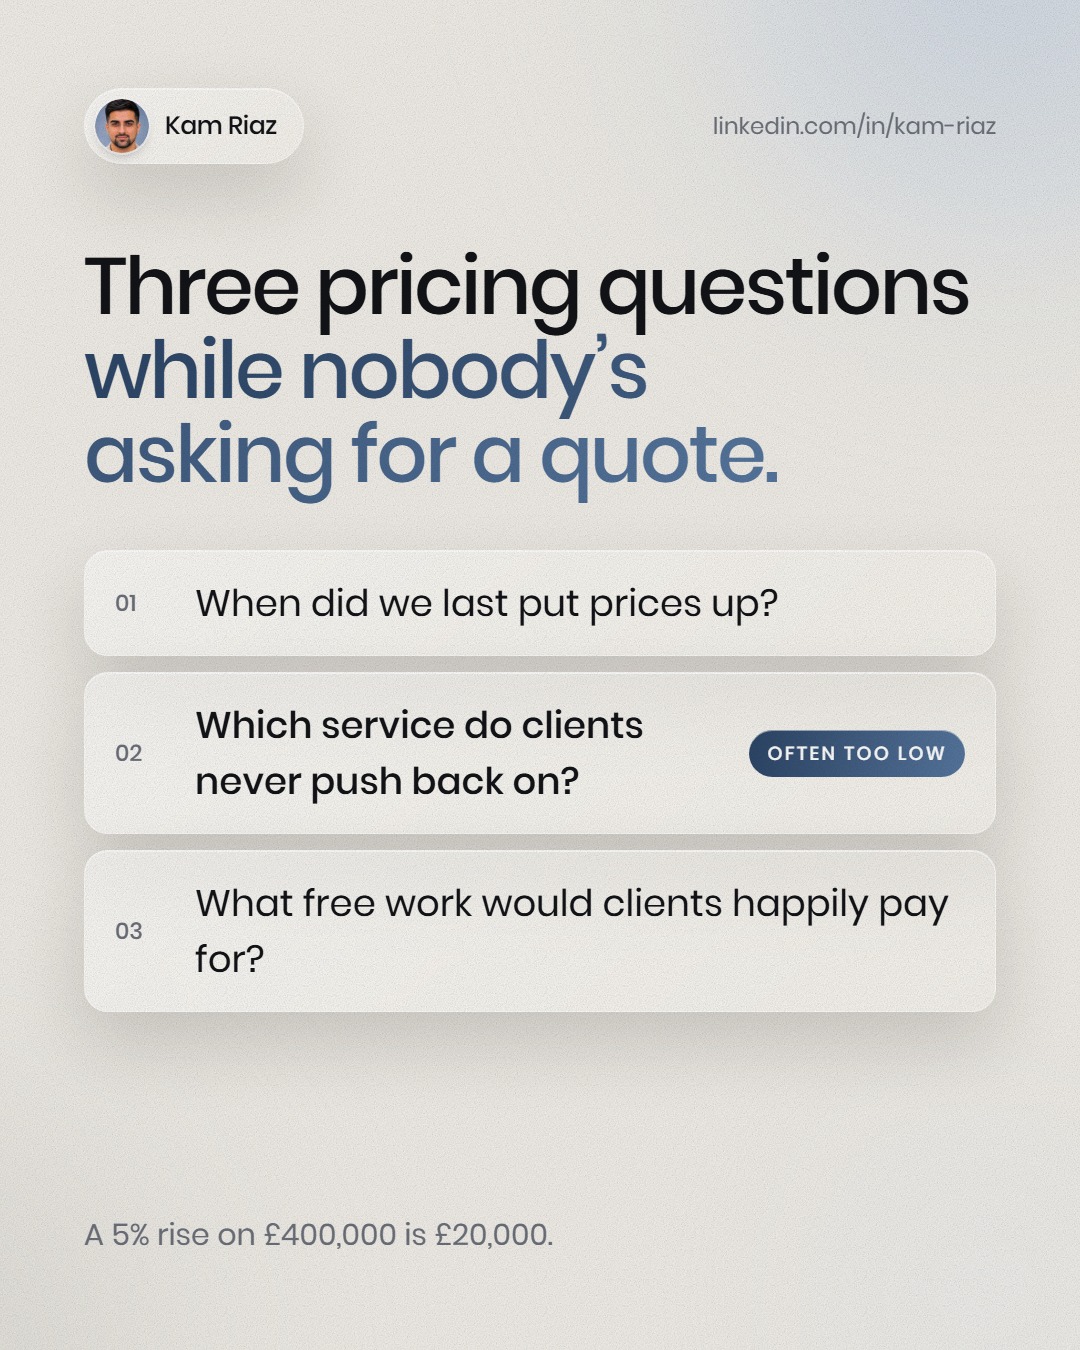 Kam Riaz
linkedin.com/in/kam-riaz
Three pricing questions
while nobody’s
asking for a quote.
01 When did we last put prices up?
02 Which service do clients
never push back on?
OFTEN TOO LOW
03 What free work would clients happily pay
for?
A 5% rise on £400,000 is £20,000.